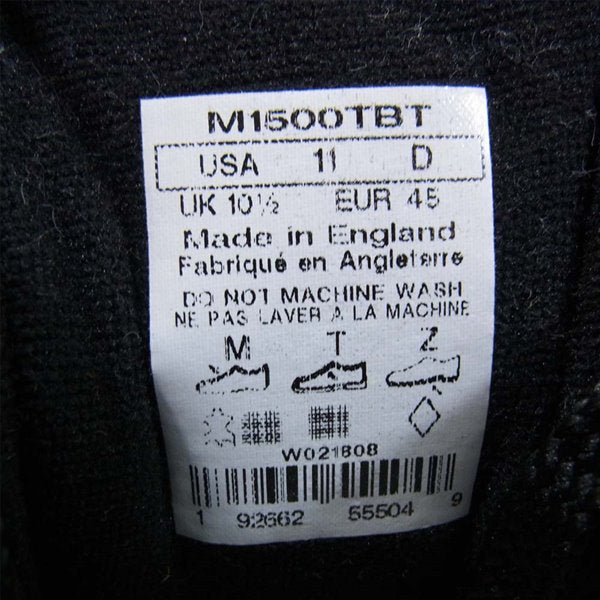 M1500TBT
USA 11 D
UK 10½ EUR 45
Made in England
Fabriqué en Angleterre
DO NOT MACHINE WASH
NE PAS LAVER A LA MACHINE
M T Z
W021808
1 92662 55504 9